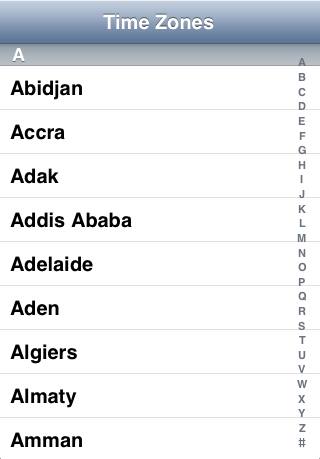 Time Zones
A
Abidjan
Accra
Adak
Addis Ababa
Adelaide
Aden
Algiers
Almaty
Amman
A
B
C
D
E
F
G
H
I
J
K
L
M
N
O
P
Q
R
S
T
U
V
W
X
Y
Z
#